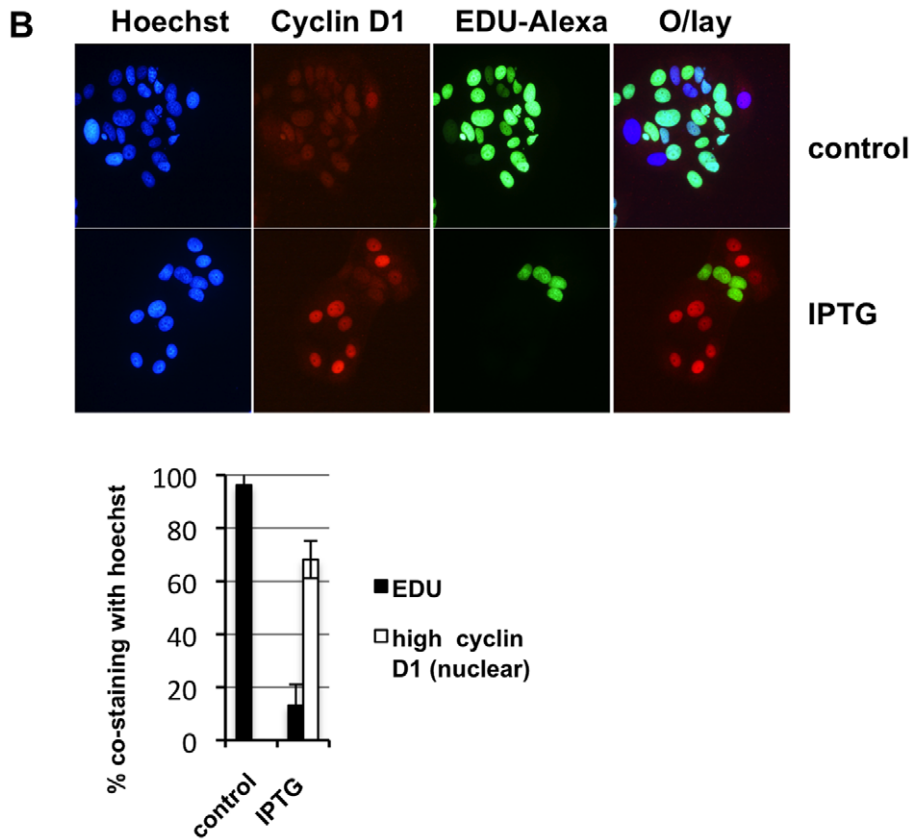 B
Hoechst Cyclin D1 EDU-Alexa O/lay
control
IPTG
% co-staining with hoechst
100
80
60
40
20
0
control
IPTG
EDU
high cyclin
D1 (nuclear)